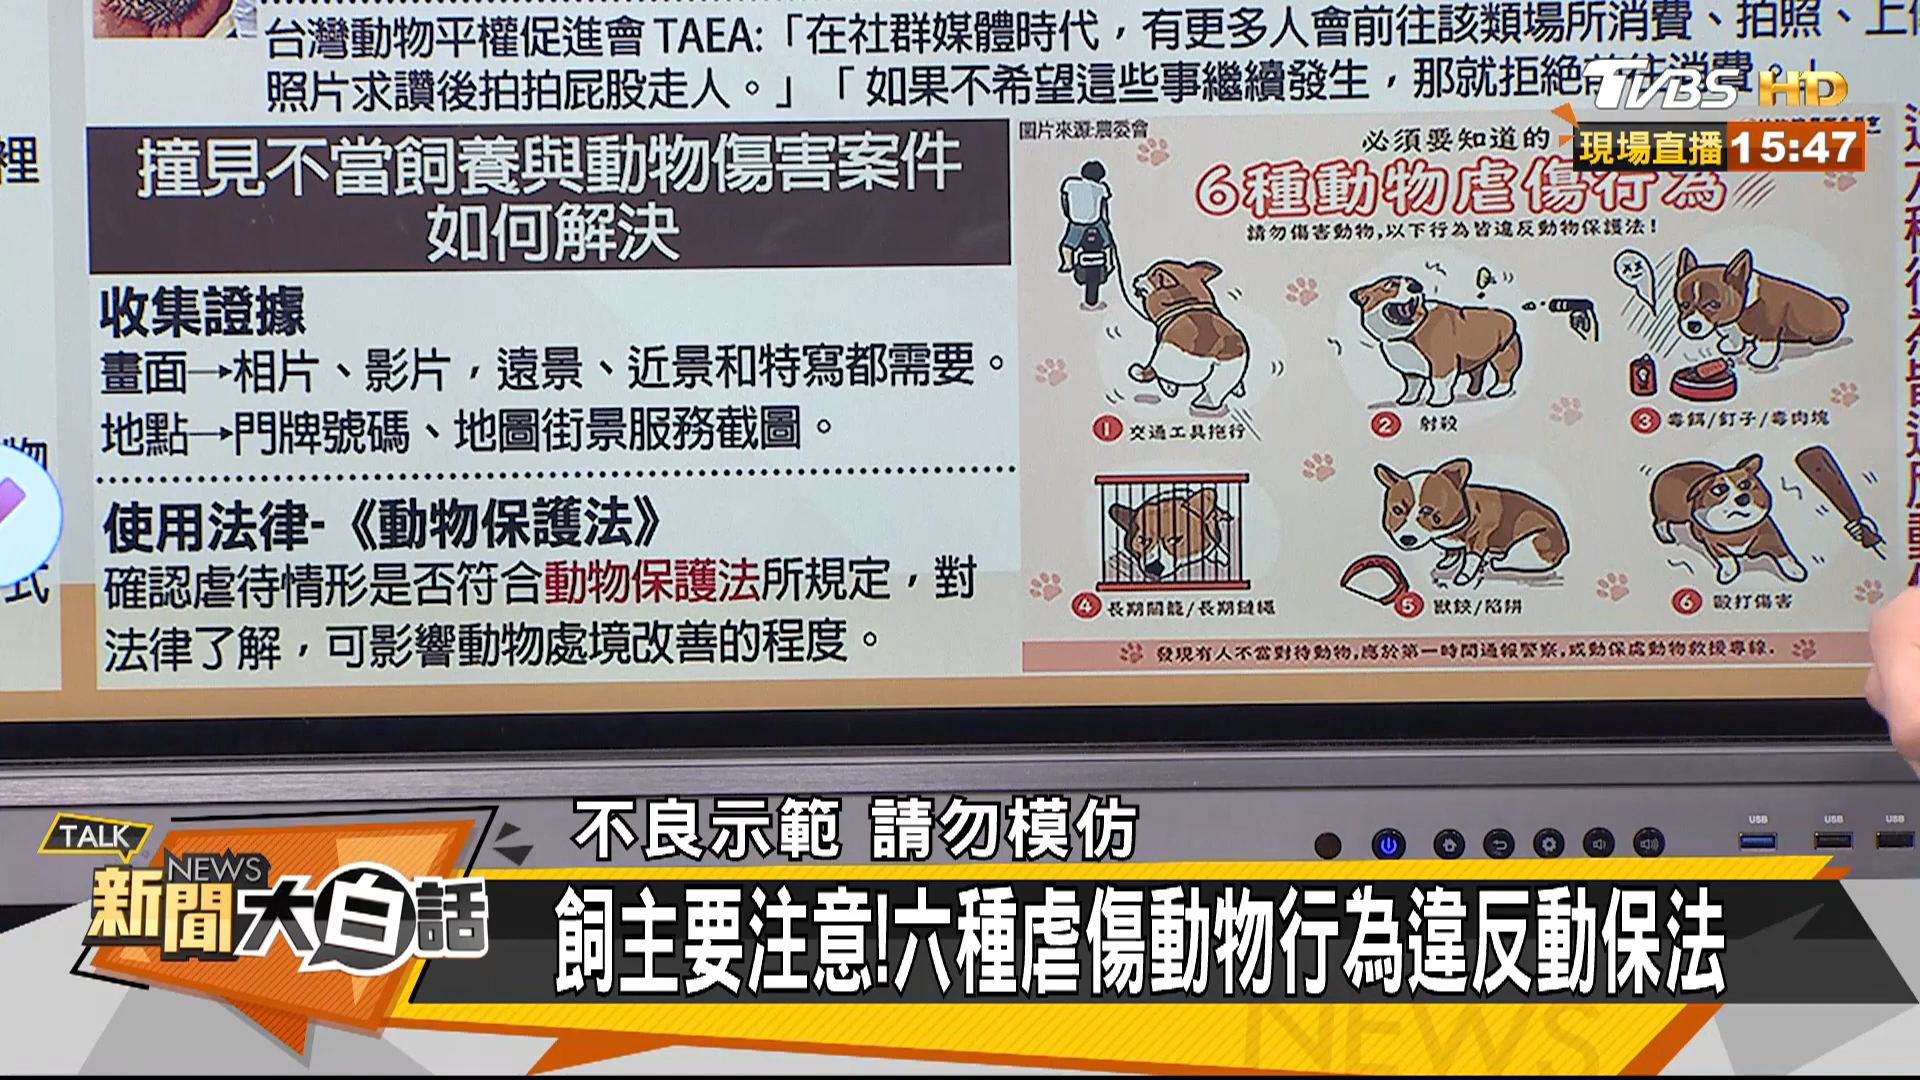 台灣動物平權促進會 TAEA:「在社群媒體時代，有更多人會前往該類場所消費、拍照、上
照片求讚後拍拍屁股走人。」「如果不希望這些事繼續發生，那就拒絕
TVBS HD
現場直播 15:47
裡
撞見不當飼養與動物傷害案件
如何解決
收集證據
畫面→相片、影片，遠景、近景和特寫都需要。
地點→門牌號碼、地圖街景服務截圖。
使用法律-《動物保護法》
確認虐待情形是否符合動物保護法所規定，對
法律了解，可影響動物處境改善的程度。
物
式
圖片來源:農委會
必須要知道的
6種動物虐傷行為
請勿傷害動物,以下行為皆違反動物保護法!
1 交通工具拖行
2 射殺
3 毒餌/釘子/毒肉塊
4 長期關籠/長期鏈繩
5 獸鋏/陷阱
6 毆打傷害
發現有人不當對待動物,應於第一時間通報警察,或動保處動物救援專線.
USB
USB
USB
不良示範 請勿模仿
TALK
NEWS
新聞大白話
飼主要注意!六種虐傷動物行為違反動保法
NEWS